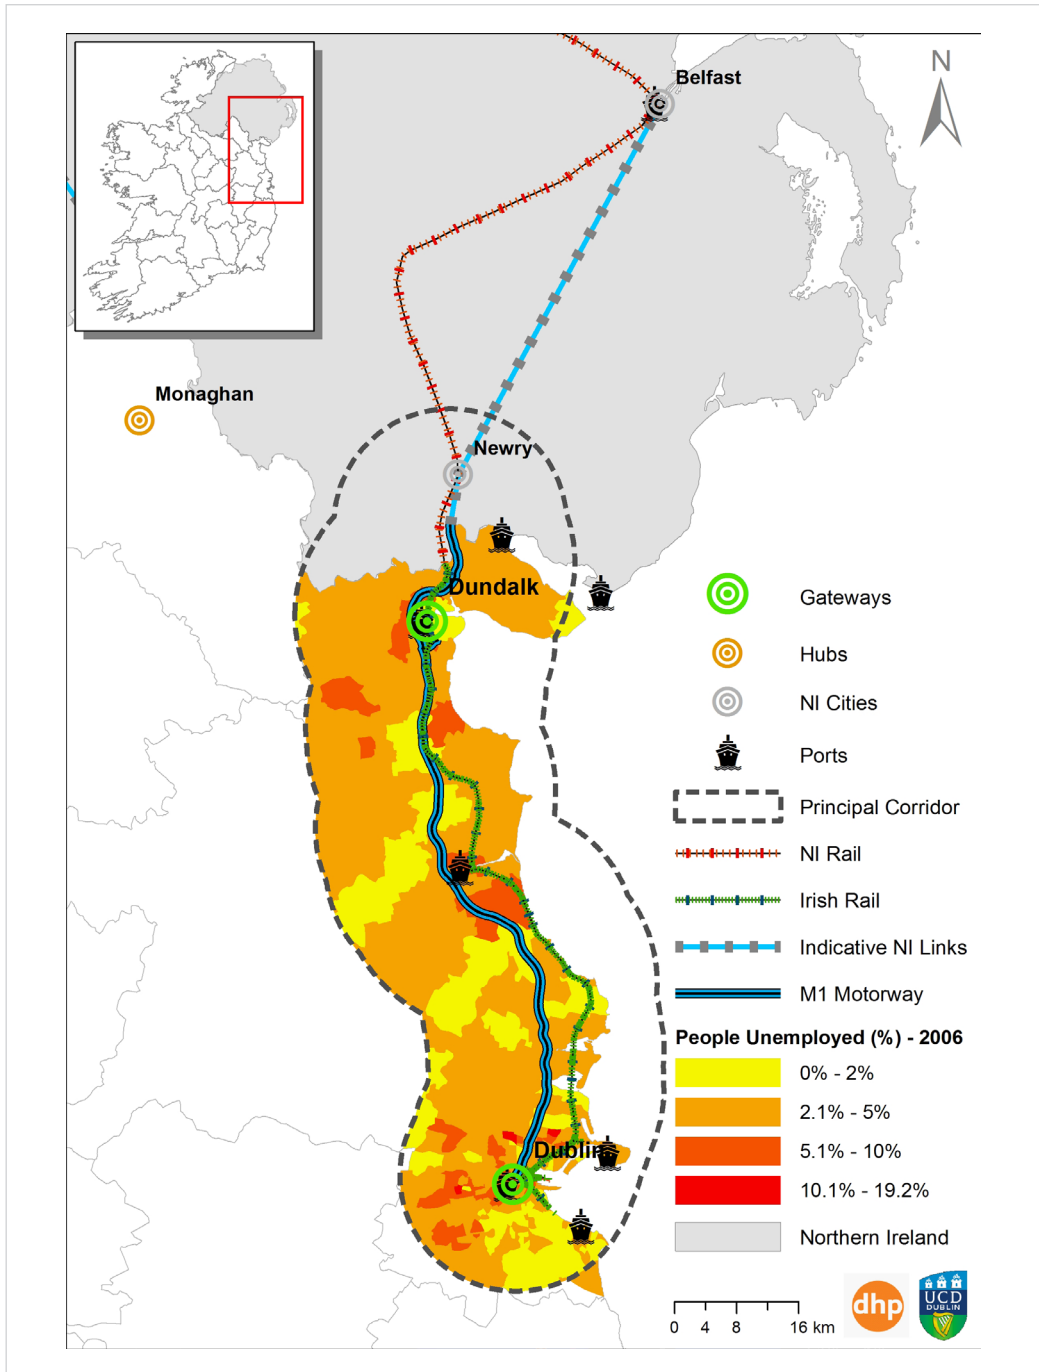 N
Belfast
Monaghan
Newry
Dundalk
Dublin
Gateways
Hubs
NI Cities
Ports
Principal Corridor
NI Rail
Irish Rail
Indicative NI Links
M1 Motorway
People Unemployed (%) - 2006
0% - 2%
2.1% - 5%
5.1% - 10%
10.1% - 19.2%
Northern Ireland
0 4 8 16 km
dhp
UCD
DUBLIN